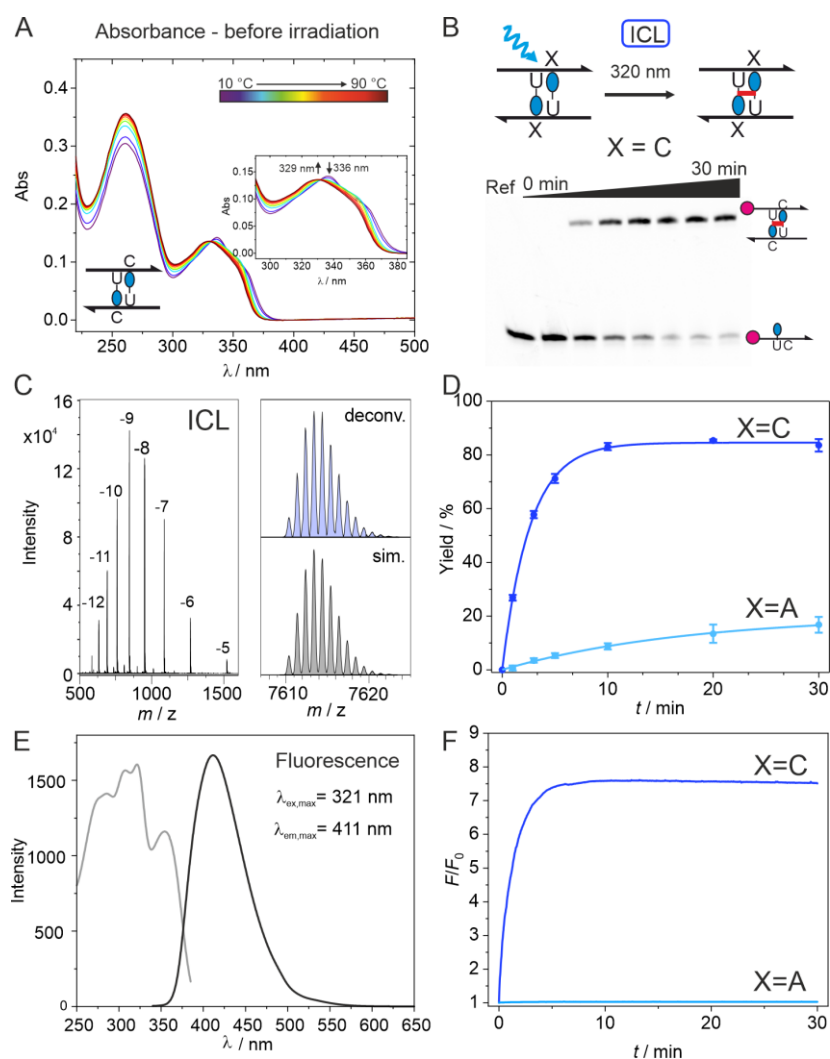 A
Absorbance - before irradiation
10 °C
90 °C
0.4
0.3
0.2
0.1
0.0
Abs
250
300
350
400
450
500
λ / nm
C
U
U
C
329 nm
336 nm
0.15
0.10
0.05
0.00
Abs
300
320
340
360
380
λ / nm
B
ICL
X
U
U
X
320 nm
X
U
U
X
X = C
Ref
0 min
30 min
C
U
U
C
U C
C
ICL
16
x10⁴
12
8
4
0
Intensity
-12
-11
-10
-9
-8
-7
-6
-5
500
1000
1500
m / z
deconv.
sim.
7610
7620
m / z
D
100
80
60
40
20
0
Yield / %
X=C
X=A
0
10
20
30
t / min
E
Fluorescence
λex,max= 321 nm
λem,max= 411 nm
1500
1000
500
0
Intensity
250
300
350
400
450
500
550
600
650
λ / nm
F
9
8
7
6
5
4
3
2
1
F/F0
X=C
X=A
0
10
20
30
t / min